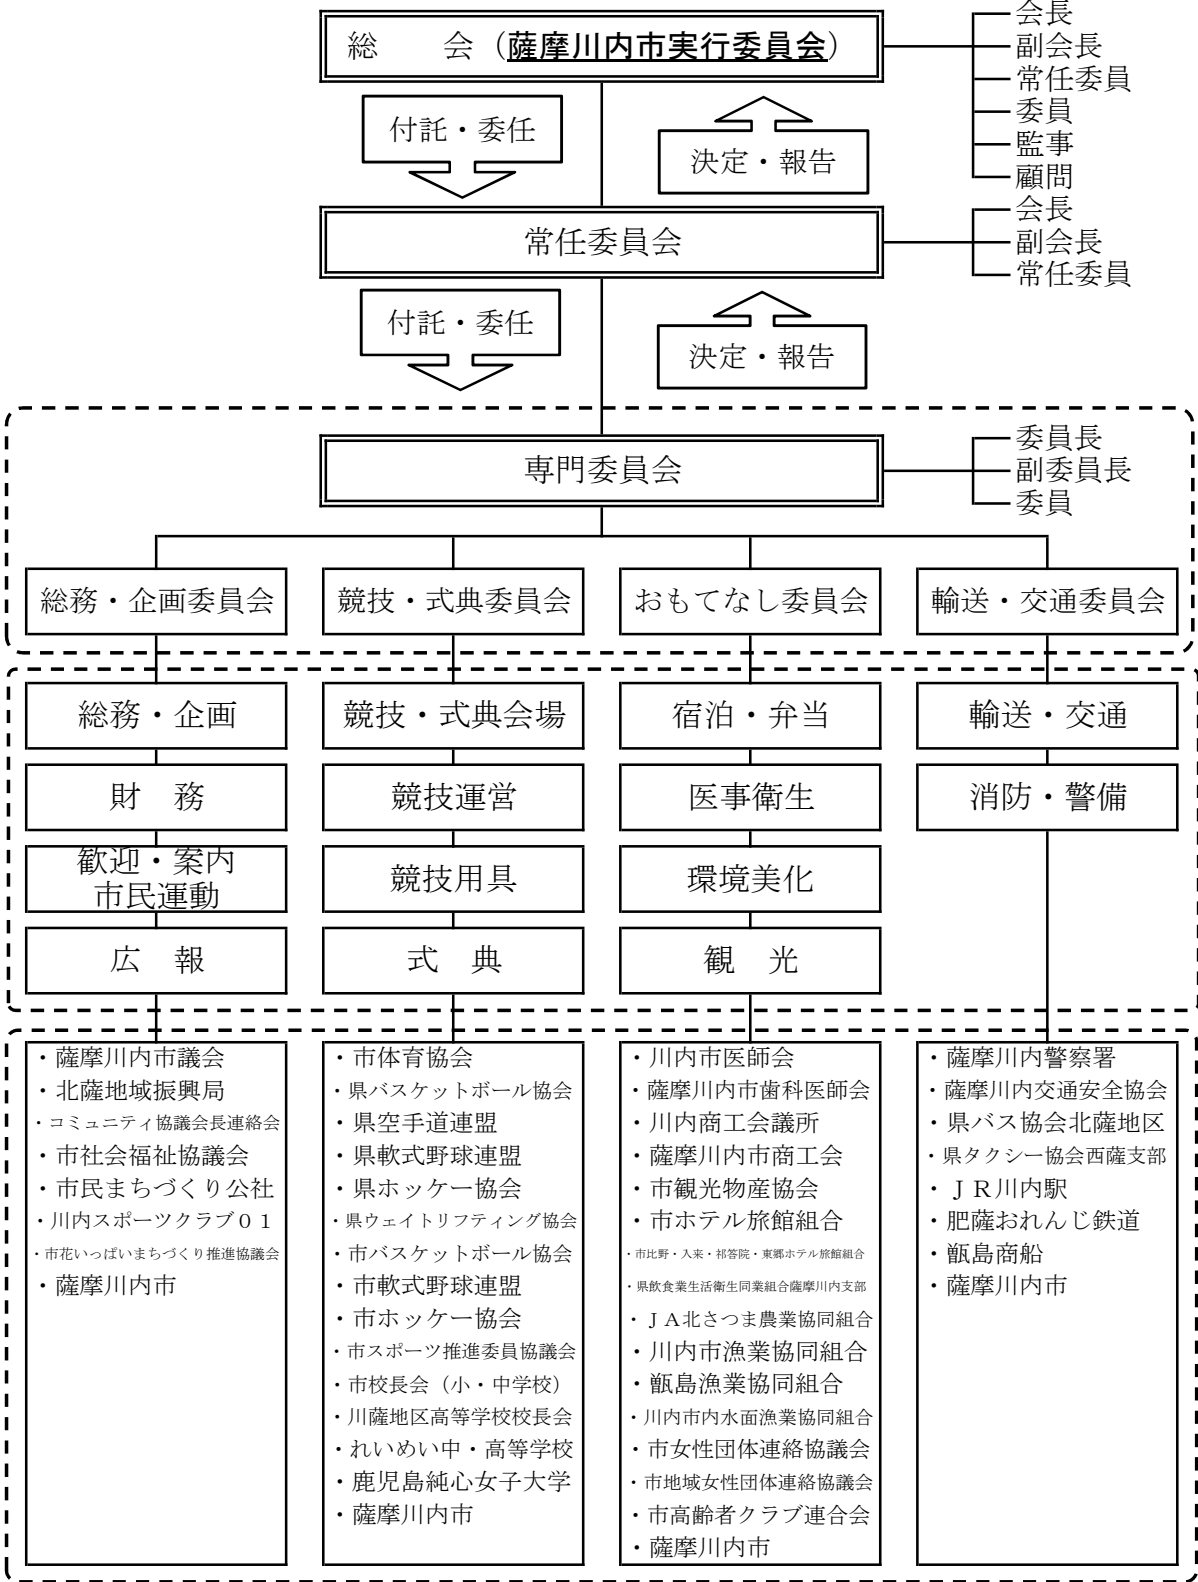 総　会（薩摩川内市実行委員会）
会長
副会長
常任委員
委員
監事
顧問
付託・委任
決定・報告
常任委員会
会長
副会長
常任委員
付託・委任
決定・報告
専門委員会
委員長
副委員長
委員
総務・企画委員会
競技・式典委員会
おもてなし委員会
輸送・交通委員会
総務・企画
財　務
歓迎・案内
市民運動
広　報
競技・式典会場
競技運営
競技用具
式　典
宿泊・弁当
医事衛生
環境美化
観　光
輸送・交通
消防・警備
・薩摩川内市議会
・北薩地域振興局
・コミュニティ協議会長連絡会
・市社会福祉協議会
・市民まちづくり公社
・川内スポーツクラブ０１
・市花いっぱいまちづくり推進協議会
・薩摩川内市
・市体育協会
・県バスケットボール協会
・県空手道連盟
・県軟式野球連盟
・県ホッケー協会
・県ウェイトリフティング協会
・市バスケットボール協会
・市軟式野球連盟
・市ホッケー協会
・市スポーツ推進委員協議会
・市校長会（小・中学校）
・川薩地区高等学校校長会
・れいめい中・高等学校
・鹿児島純心女子大学
・薩摩川内市
・川内市医師会
・薩摩川内市歯科医師会
・川内商工会議所
・薩摩川内市商工会
・市観光物産協会
・市ホテル旅館組合
・市比野・入来・祁答院・東郷ホテル旅館組合
・県飲食業生活衛生同業組合薩摩川内支部
・ＪＡ北さつま農業協同組合
・川内市漁業協同組合
・甑島漁業協同組合
・川内市内水面漁業協同組合
・市女性団体連絡協議会
・市地域女性団体連絡協議会
・市高齢者クラブ連合会
・薩摩川内市
・薩摩川内警察署
・薩摩川内交通安全協会
・県バス協会北薩地区
・県タクシー協会西薩支部
・ＪＲ川内駅
・肥薩おれんじ鉄道
・甑島商船
・薩摩川内市